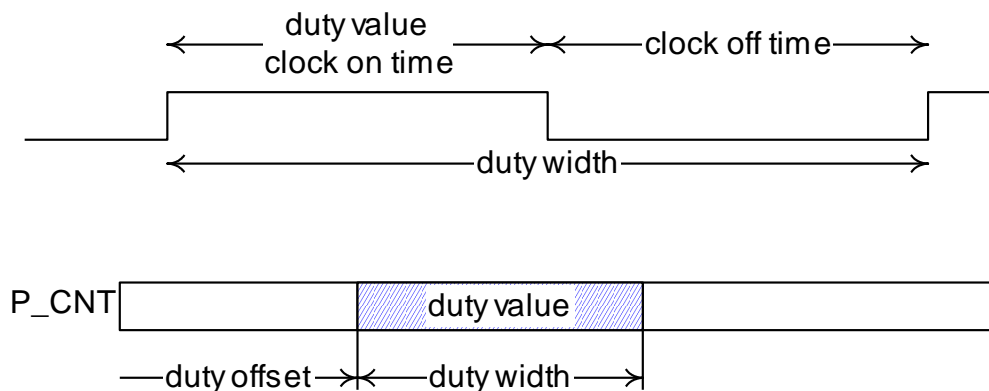 duty value
clock on time
clock off time
duty width
P_CNT
duty value
duty offset
duty width